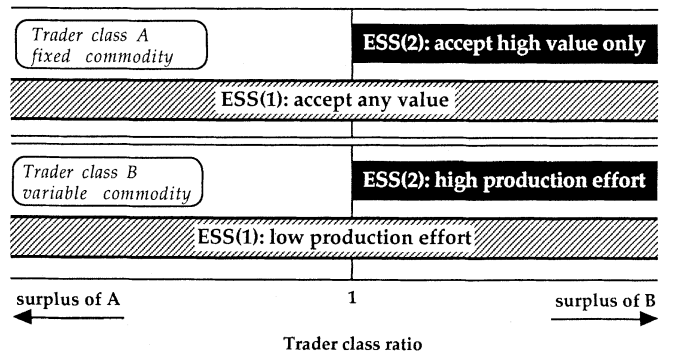 Trader class A
fixed commodity
ESS(2): accept high value only
ESS(1): accept any value
Trader class B
variable commodity
ESS(2): high production effort
ESS(1): low production effort
surplus of A
1
surplus of B
Trader class ratio